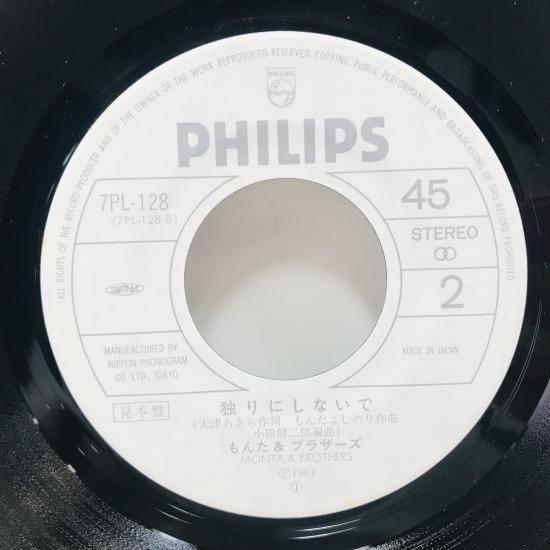 ALL RIGHTS OF THE RECORD PRODUCER AND OF THE OWNER OF THE WORK REPRODUCED RESERVED. COPYING, PUBLIC PERFORMANCE AND BROADCASTING OF THIS RECORD PROHIBITED
PHILIPS
PHILIPS
7PL-128
(7PL-128-B)
45
STEREO
2
JASRAC
MANUFACTURED BY
NIPPON PHONOGRAM
CO. LTD., TOKYO
MADE IN JAPAN
見本盤
独りにしないで
(大津あきら作詞 もんたよしのり作曲
小田健二郎編曲)
もんた & ブラザーズ
MONTA & BROTHERS
Ⓟ1983
①